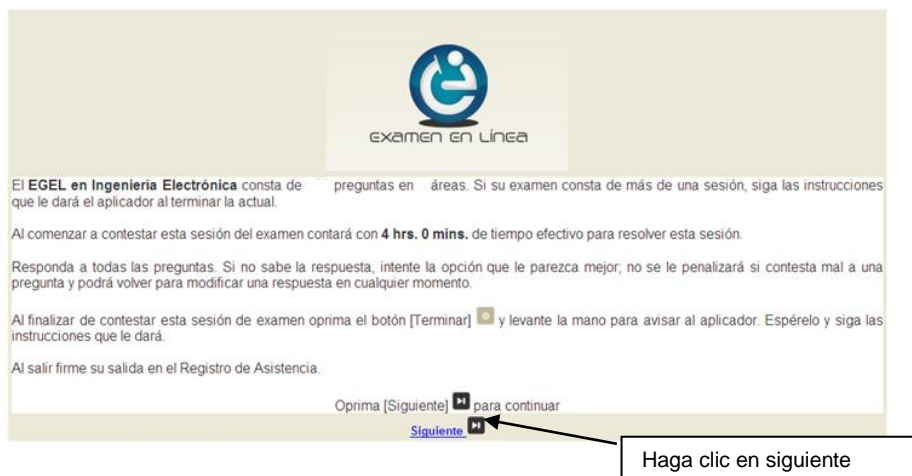 examen en Línea
El EGEL en Ingeniería Electrónica consta de preguntas en áreas. Si su examen consta de más de una sesión, siga las instrucciones
que le dará el aplicador al terminar la actual.
Al comenzar a contestar esta sesión del examen contará con 4 hrs. 0 mins. de tiempo efectivo para resolver esta sesión.
Responda a todas las preguntas. Si no sabe la respuesta, intente la opción que le parezca mejor; no se le penalizará si contesta mal a una
pregunta y podrá volver para modificar una respuesta en cualquier momento.
Al finalizar de contestar esta sesión de examen oprima el botón [Terminar] y levante la mano para avisar al aplicador. Espérelo y siga las
instrucciones que le dará.
Al salir firme su salida en el Registro de Asistencia.
Oprima [Siguiente] para continuar
Siguiente
Haga clic en siguiente